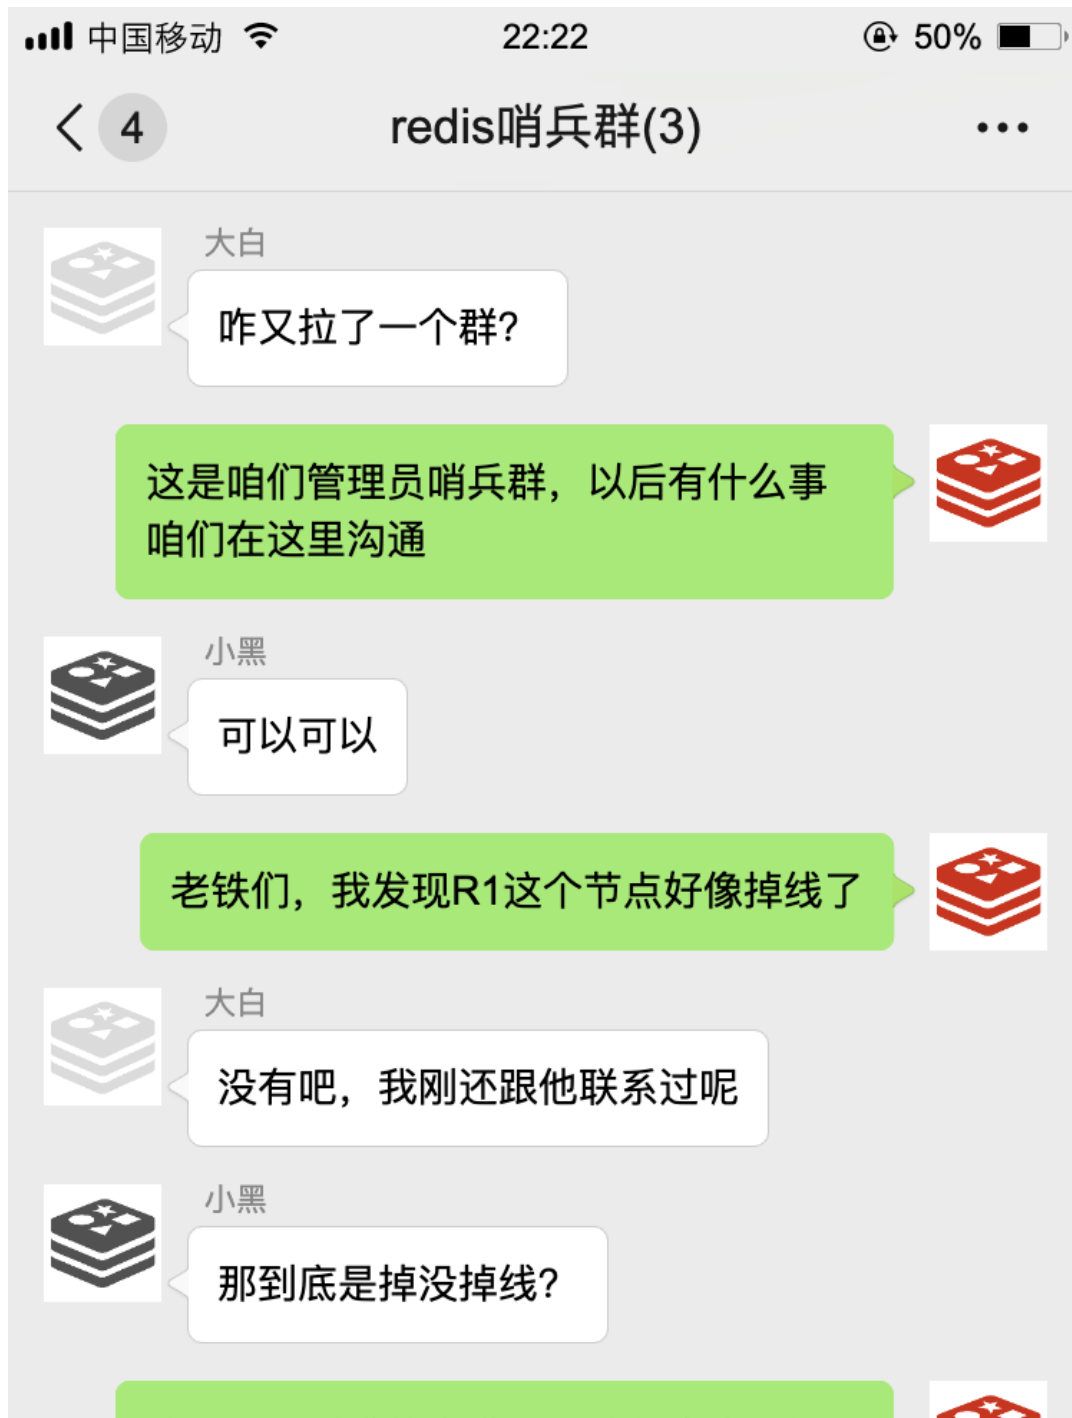 中国移动 22:22 50%
4 redis哨兵群(3)
大白
咋又拉了一个群?
这是咱们管理员哨兵群，以后有什么事
咱们在这里沟通
小黑
可以可以
老铁们，我发现R1这个节点好像掉线了
大白
没有吧，我刚还跟他联系过呢
小黑
那到底是掉没掉线?